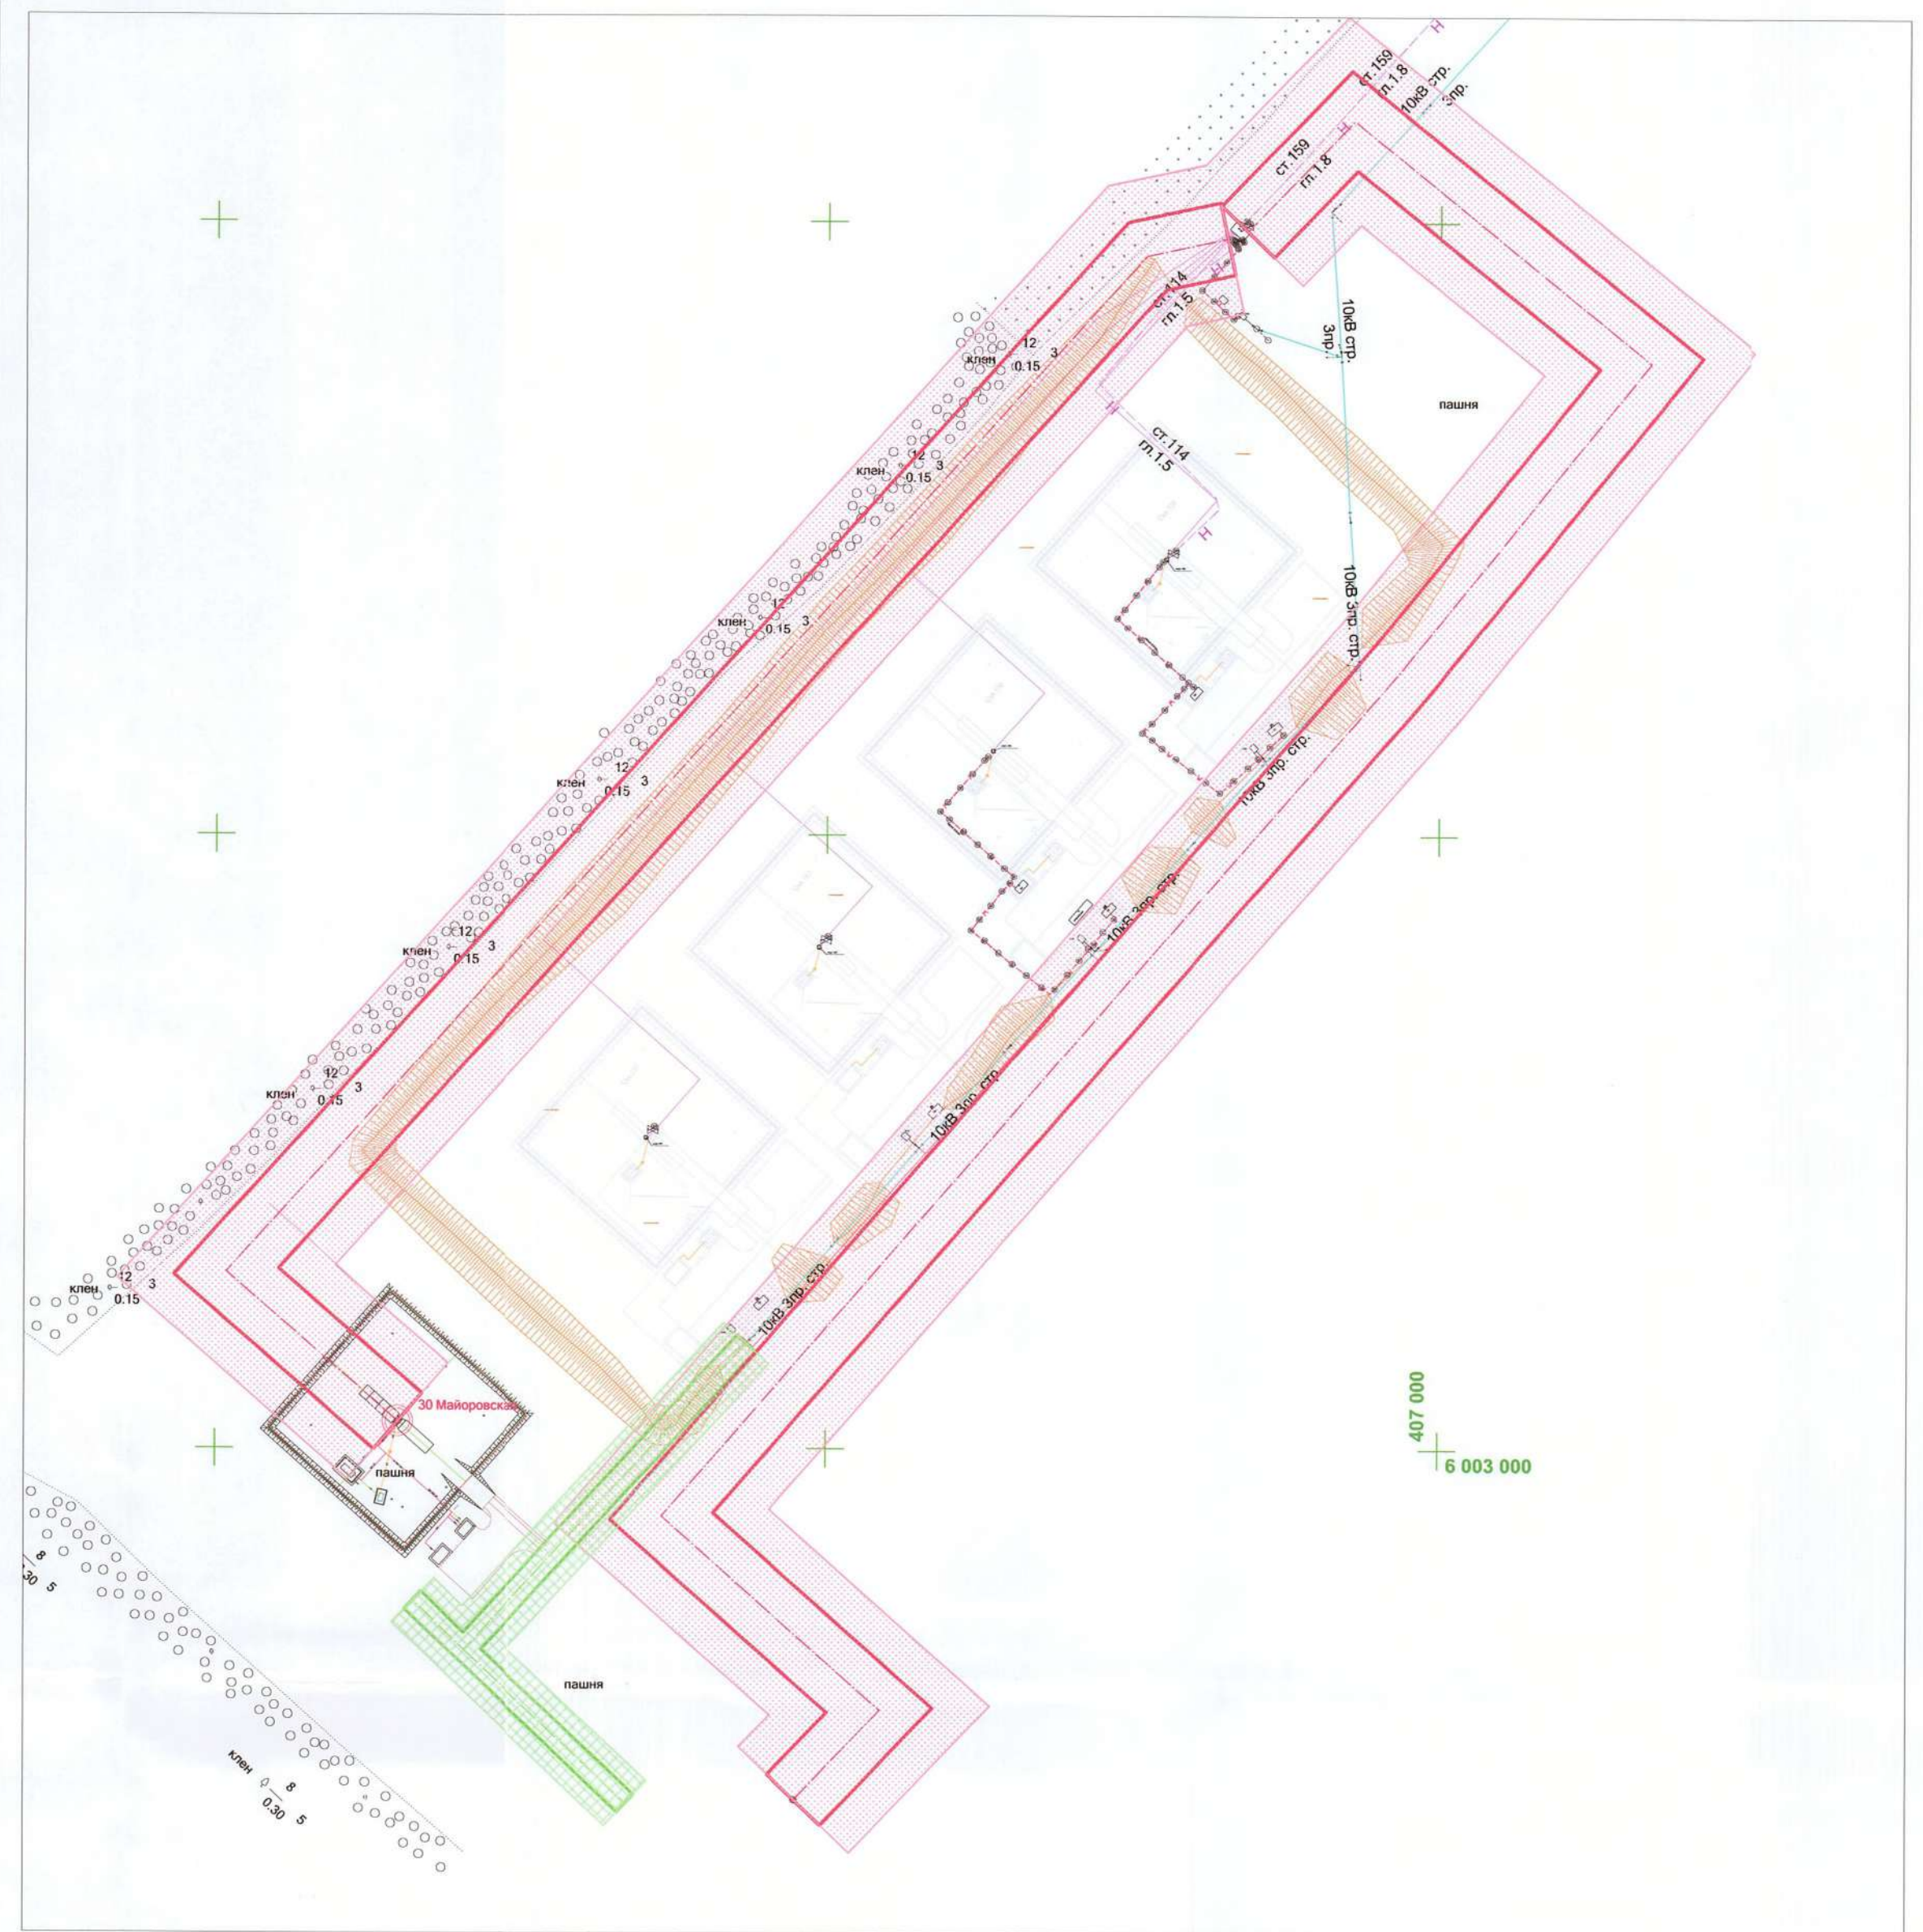 ст.159
гл.1.8
10кВ стр.
3пр.
ст.159
гл.1.8
ст.114
гл.1.5
10кВ стр.
3пр.
12
клен 3
0.15
пашня
ст.114
гл.1.5
12
клен 3
0.15
10кВ 3пр. стр.
12
клен 3
0.15
10кВ 3пр. стр.
12
клен 3
0.15
10кВ 3пр. стр.
12
клен 3
0.15
10кВ 3пр. стр.
12
клен 3
0.15
12
клен 3
0.15
10кВ 3пр. стр.
30 Майоровская
пашня
407 000
6 003 000
8
5
пашня
клен 8
0.30 5